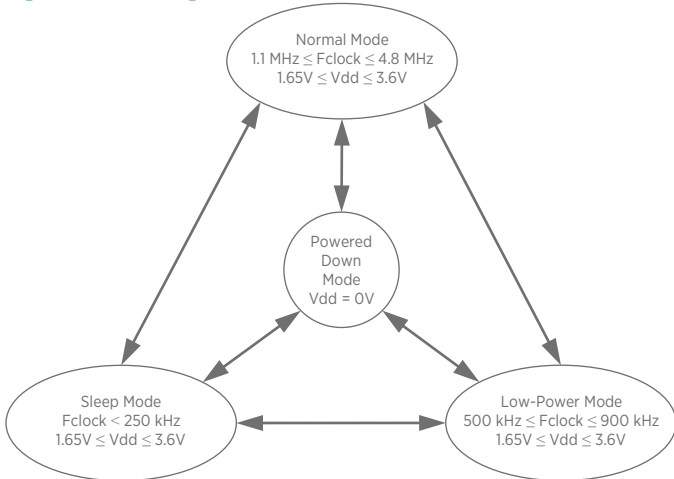 Normal Mode
1.1 MHz ≤ Fclock ≤ 4.8 MHz
1.65V ≤ Vdd ≤ 3.6V
Powered
Down
Mode
Vdd = 0V
Sleep Mode
Fclock < 250 kHz
1.65V ≤ Vdd ≤ 3.6V
Low-Power Mode
500 kHz ≤ Fclock ≤ 900 kHz
1.65V ≤ Vdd ≤ 3.6V